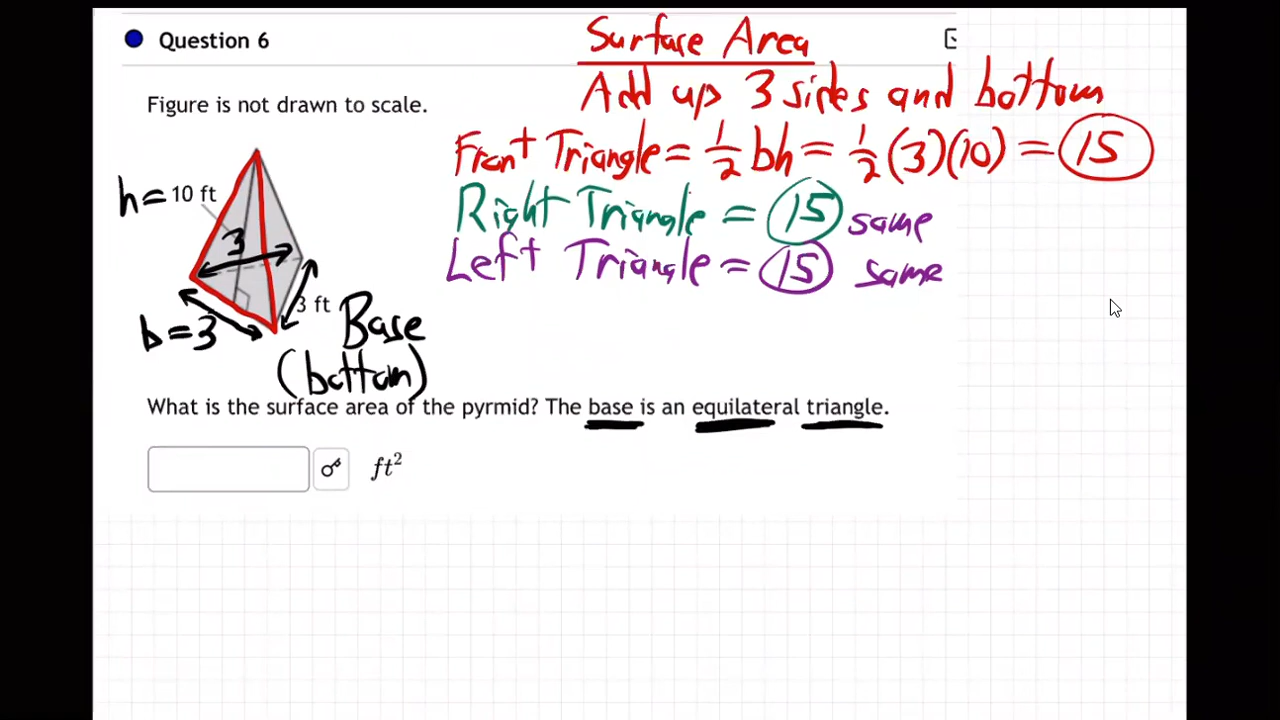 Question 6
Surface Area
Add up 3 sides and bottom
Figure is not drawn to scale.
Front Triangle = 1/2 bh = 1/2 (3)(10) = 15
h = 10 ft
Right Triangle = 15 same
3
Left Triangle = 15 same
3 ft
b = 3
Base
(bottom)
What is the surface area of the pyrmid? The base is an equilateral triangle.
ft²